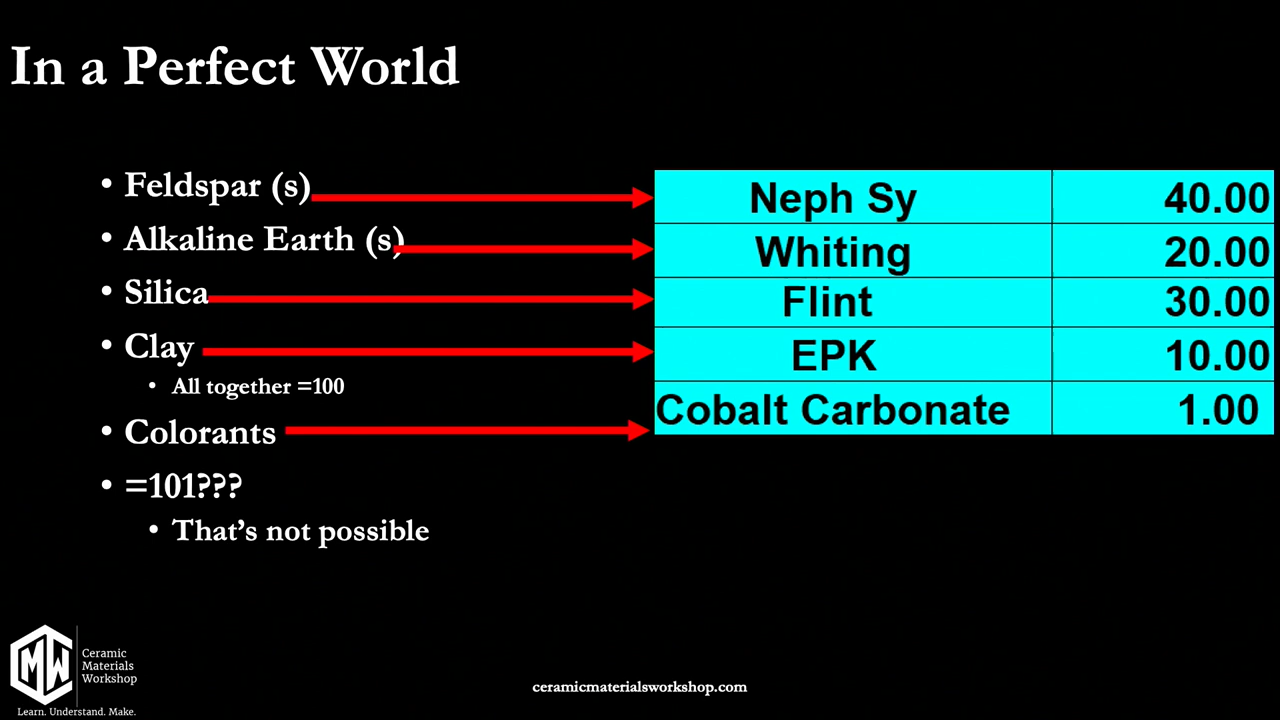 In a Perfect World
• Feldspar (s)
• Alkaline Earth (s)
• Silica
• Clay
• All together =100
• Colorants
• =101???
• That’s not possible
Neph Sy 40.00
Whiting 20.00
Flint 30.00
EPK 10.00
Cobalt Carbonate 1.00
CMW
Ceramic
Materials
Workshop
Learn. Understand. Make.
ceramicmaterialsworkshop.com